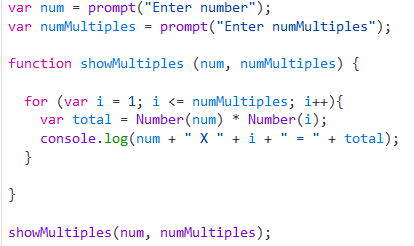 var num = prompt("Enter number");
var numMultiples = prompt("Enter numMultiples");
function showMultiples (num, numMultiples) {
for (var i = 1; i <= numMultiples; i++){
var total = Number(num) * Number(i);
console.log(num + " X " + i + " = " + total);
}
}
showMultiples(num, numMultiples);